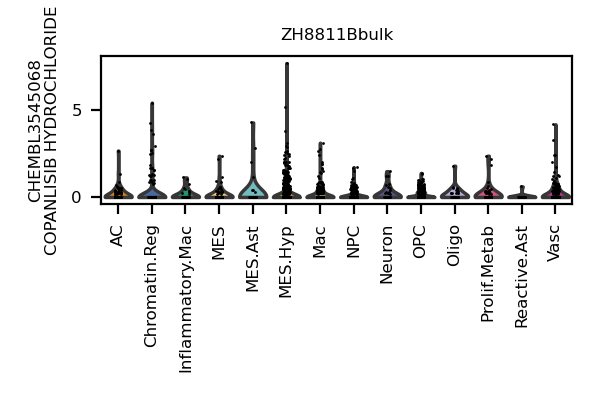 ZH8811Bbulk
CHEMBL3545068
COPANLISIB HYDROCHLORIDE
5
0
AC
Chromatin.Reg
Inflammatory.Mac
MES
MES.Ast
MES.Hyp
Mac
NPC
Neuron
OPC
Oligo
Prolif.Metab
Reactive.Ast
Vasc